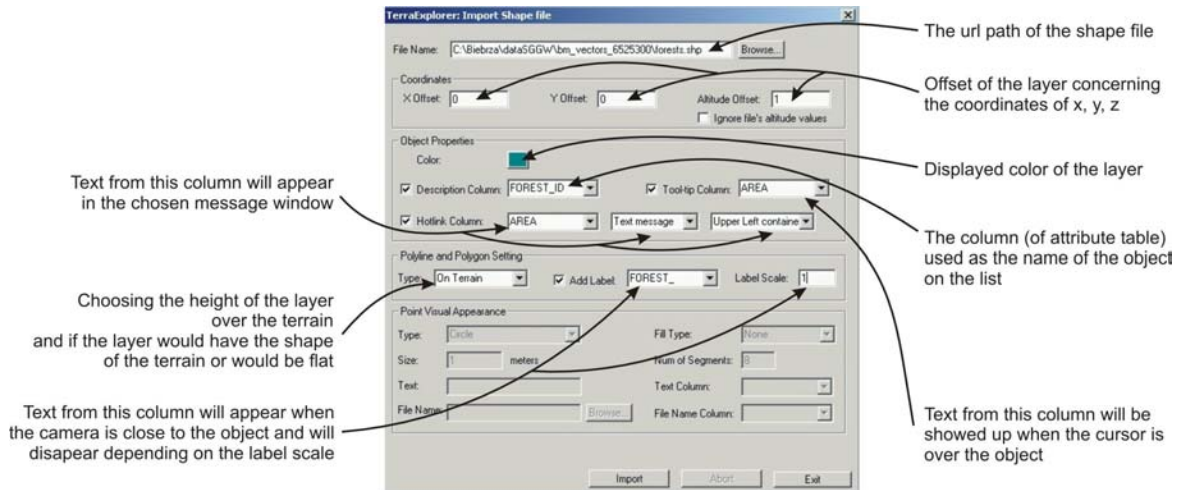 TerraExplorer: Import Shape file
File Name: C:\Biebrza\dataSGGW\bm_vectors_6525300\forests.shp Browse...
Coordinates
X Offset: 0 Y Offset: 0 Altitude Offset: 1
Ignore file's altitude values
Object Properties
Color:
Description Column: FOREST_ID Tool-tip Column: AREA
Hotlink Column: AREA Text message Upper Left containe
Polyline and Polygon Setting
Type: On Terrain Add Label: FOREST_ Label Scale: 1
Point Visual Appearance
Type: Circle Fill Type: None
Size: 1 meters Num of Segments: 8
Text: Text Column:
File Name: Browse... File Name Column:
Import Abort Exit
Text from this column will appear
in the chosen message window
Choosing the height of the layer
over the terrain
and if the layer would have the shape
of the terrain or would be flat
Text from this column will appear when
the camera is close to the object and will
disapear depending on the label scale
The url path of the shape file
Offset of the layer concerning
the coordinates of x, y, z
Displayed color of the layer
The column (of attribute table)
used as the name of the object
on the list
Text from this column will be
showed up when the cursor is
over the object